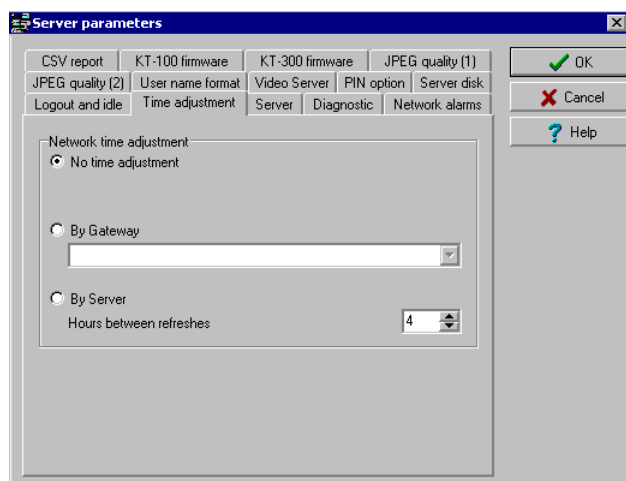 Server parameters
CSV report KT-100 firmware KT-300 firmware JPEG quality (1)
JPEG quality (2) User name format Video Server PIN option Server disk
Logout and idle Time adjustment Server Diagnostic Network alarms
OK
Cancel
Help
Network time adjustment
No time adjustment
By Gateway
By Server
Hours between refreshes 4